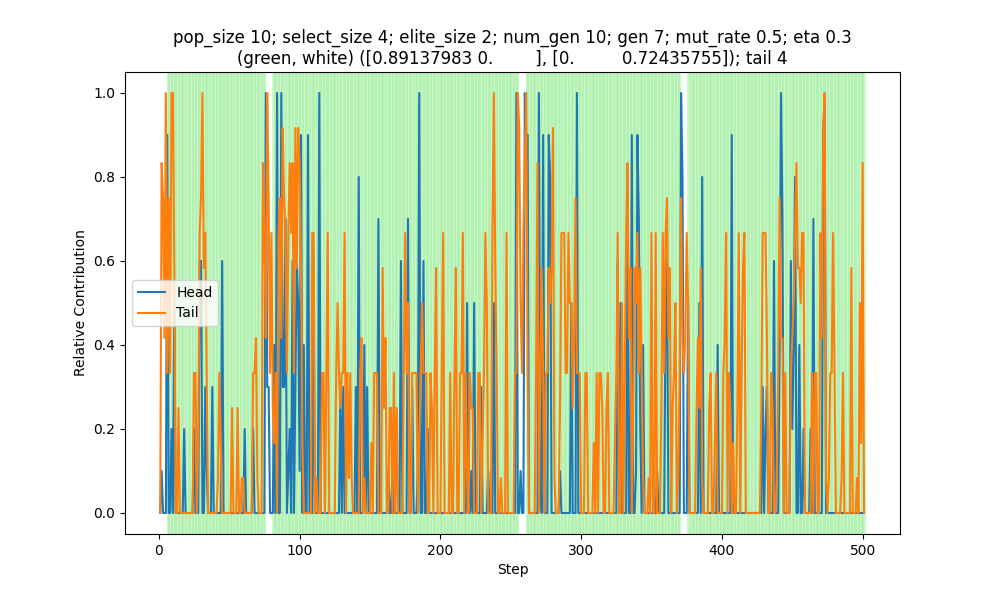 pop_size 10; select_size 4; elite_size 2; num_gen 10; gen 7; mut_rate 0.5; eta 0.3
(green, white) ([0.89137983 0.         ], [0.         0.72435755]); tail 4
1.0
0.8
0.6
0.4
0.2
0.0
Relative Contribution
Head
Tail
0 100 200 300 400 500
Step